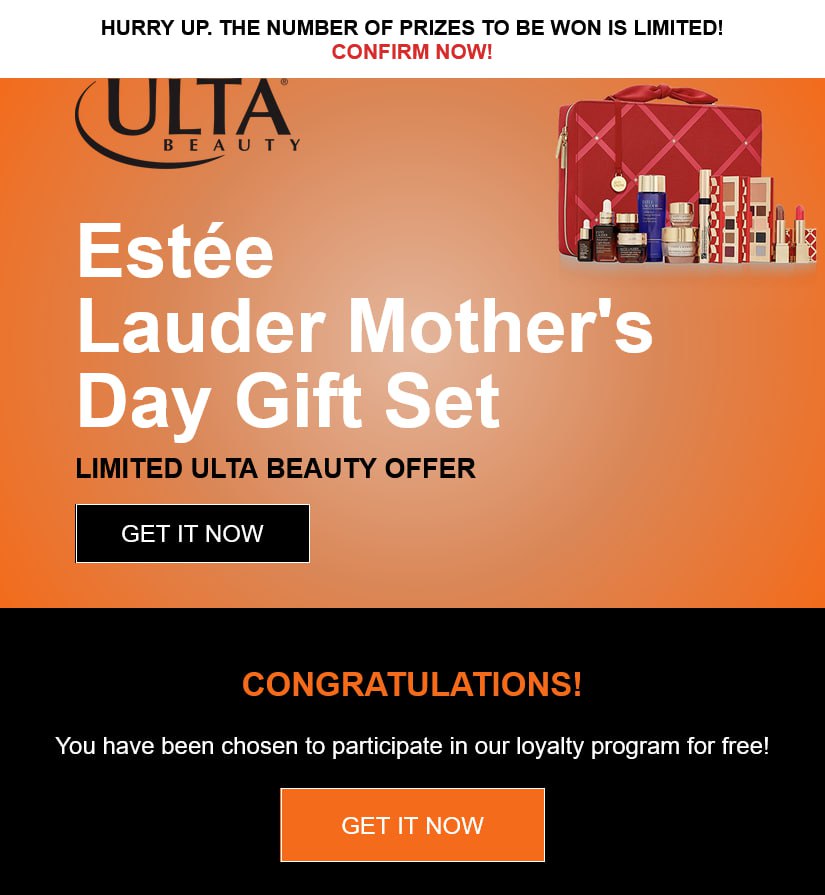 HURRY UP. THE NUMBER OF PRIZES TO BE WON IS LIMITED!
CONFIRM NOW!
ULTA®
BEAUTY
Estée
Lauder Mother's
Day Gift Set
LIMITED ULTA BEAUTY OFFER
GET IT NOW
CONGRATULATIONS!
You have been chosen to participate in our loyalty program for free!
GET IT NOW